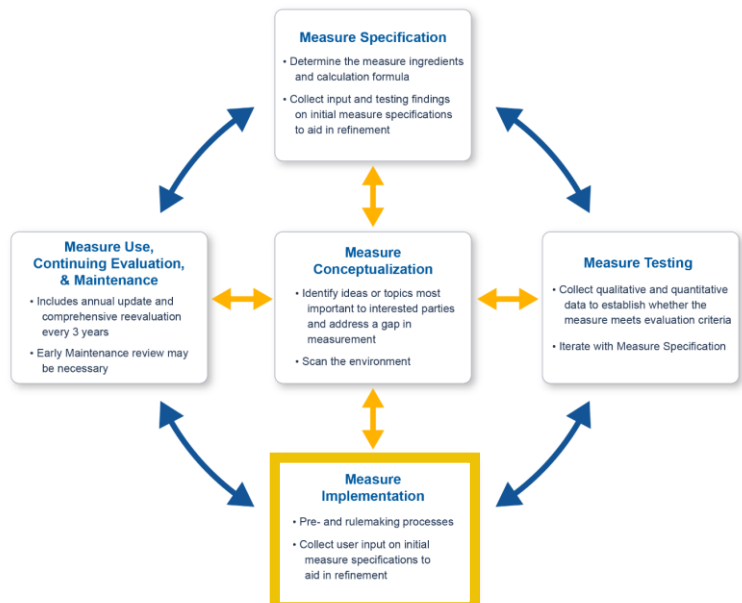 Measure Specification
• Determine the measure ingredients
and calculation formula
• Collect input and testing findings
on initial measure specifications
to aid in refinement
Measure Use,
Continuing Evaluation,
& Maintenance
• Includes annual update and
comprehensive reevaluation
every 3 years
• Early Maintenance review may
be necessary
Measure
Conceptualization
• Identify ideas or topics most
important to interested parties
and address a gap in
measurement
• Scan the environment
Measure Testing
• Collect qualitative and quantitative
data to establish whether the
measure meets evaluation criteria
• Iterate with Measure Specification
Measure
Implementation
• Pre- and rulemaking processes
• Collect user input on initial
measure specifications to
aid in refinement